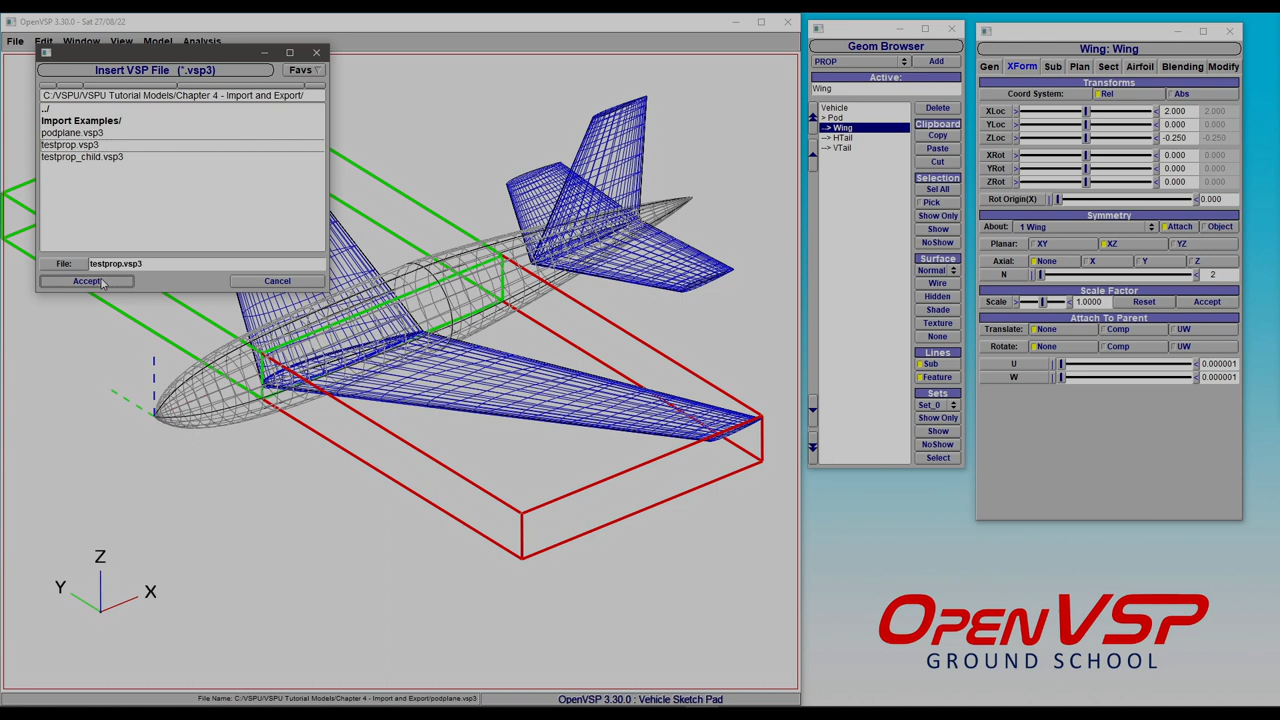 OpenVSP 3.30.0 - Sat 27/08/22
File Edit Window View Model Analysis
Insert VSP File (*.vsp3)
Favs
C:/VSPU/VSPU Tutorial Models/Chapter 4 - Import and Export/
../
Import Examples/
podplane.vsp3
testprop.vsp3
testprop_child.vsp3
File: testprop.vsp3
Accept Cancel
Z
Y
X
File Name: C:/VSPU/VSPU Tutorial Models/Chapter 4 - Import and Export/podplane.vsp3
OpenVSP 3.30.0 : Vehicle Sketch Pad
Geom Browser
PROP Add
Active:
Wing
Vehicle
> Pod
--> Wing
--> HTail
--> VTail
Delete
Clipboard
Copy
Paste
Cut
Selection
Sel All
Pick
Show Only
Show
NoShow
Surface
Normal
Wire
Hidden
Shade
Texture
None
Lines
Sub
Feature
Sets
Set_0
Show Only
Show
NoShow
Select
Wing: Wing
Gen XForm Sub Plan Sect Airfoil Blending Modify
Transforms
Coord System: Rel Abs
XLoc > < 2.000 2.000
YLoc > < 0.000 0.000
ZLoc > < -0.250 -0.250
XRot > < 0.000 0.000
YRot > < 0.000 0.000
ZRot > < 0.000 0.000
Rot Origin(X) < 0.000
Symmetry
About: 1 Wing Attach Object
Planar: XY XZ YZ
Axial: None X Y Z
N < 2
Scale Factor
Scale > < 1.0000 Reset Accept
Attach To Parent
Translate: None Comp UW
Rotate: None Comp UW
U < 0.000001
W < 0.000001
OpenVSP
GROUND SCHOOL